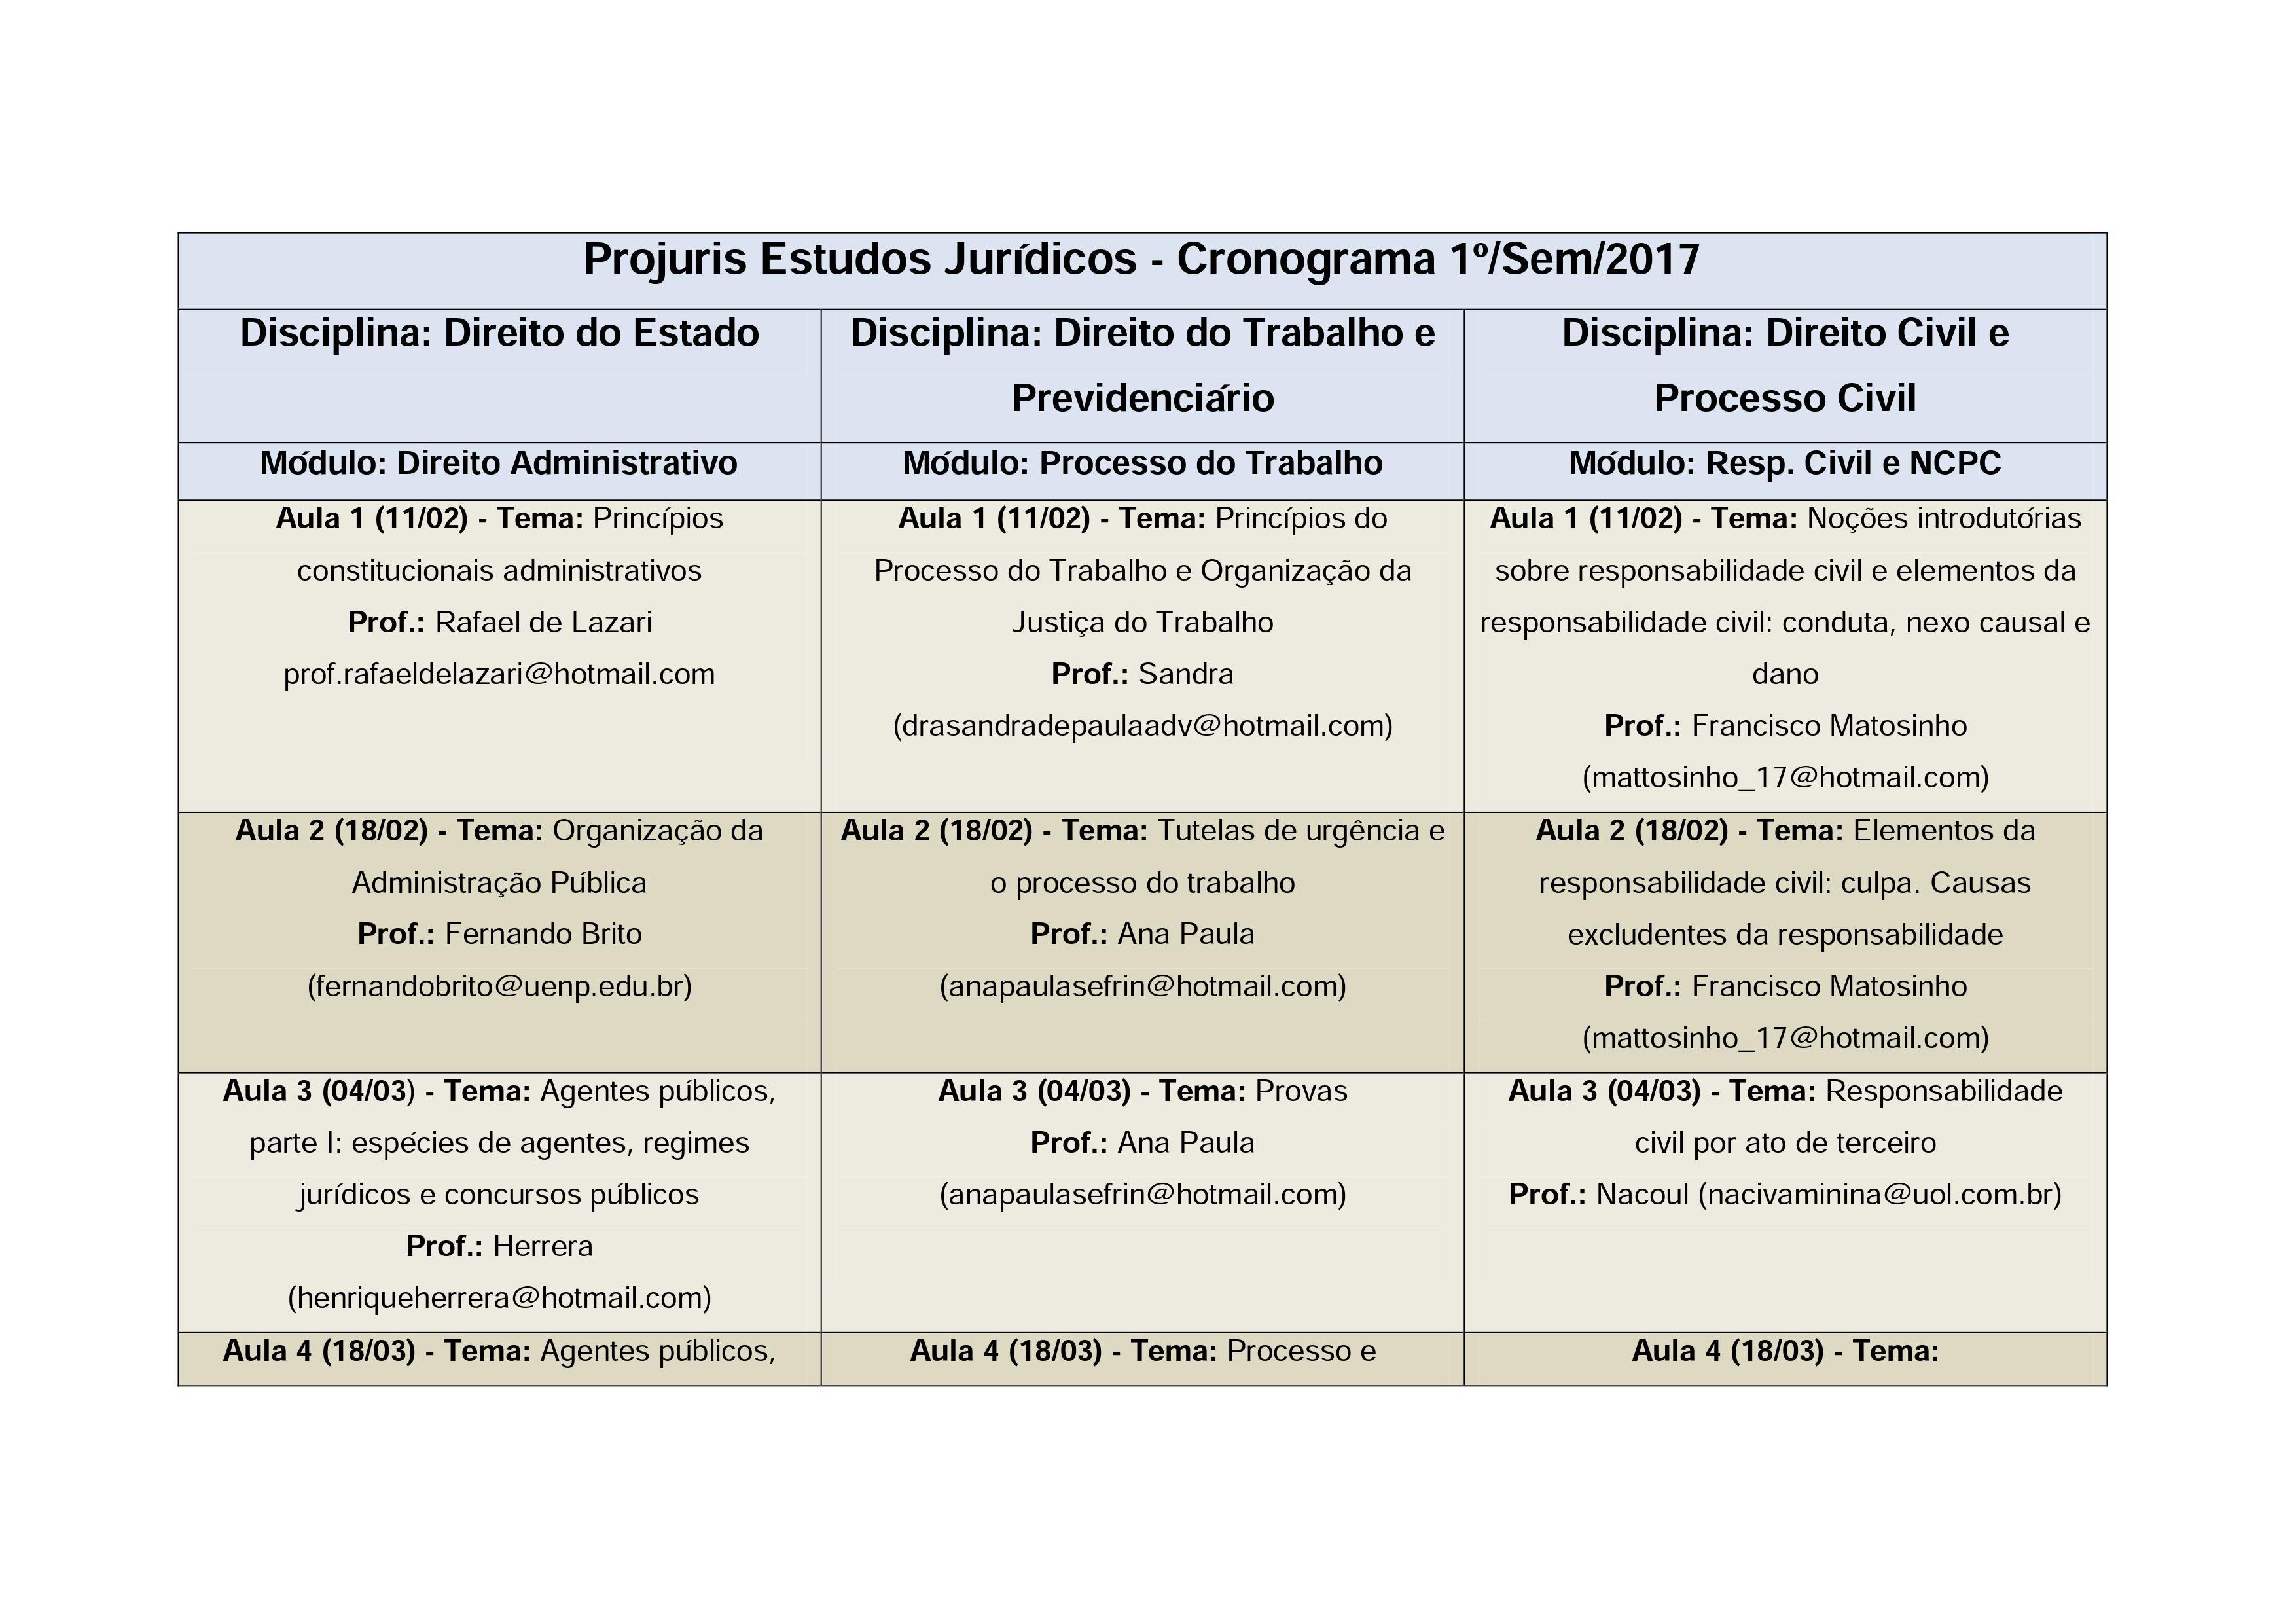 Projuris Estudos Jurídicos - Cronograma 1º/Sem/2017
Disciplina: Direito do Estado
Disciplina: Direito do Trabalho e
Previdenciário
Disciplina: Direito Civil e
Processo Civil
Módulo: Direito Administrativo
Módulo: Processo do Trabalho
Módulo: Resp. Civil e NCPC
Aula 1 (11/02) - Tema: Princípios
constitucionais administrativos
Prof.: Rafael de Lazari
prof.rafaeldelazari@hotmail.com
Aula 1 (11/02) - Tema: Princípios do
Processo do Trabalho e Organização da
Justiça do Trabalho
Prof.: Sandra
(drasandradepaulaadv@hotmail.com)
Aula 1 (11/02) - Tema: Noções introdutórias
sobre responsabilidade civil e elementos da
responsabilidade civil: conduta, nexo causal e
dano
Prof.: Francisco Matosinho
(mattosinho_17@hotmail.com)
Aula 2 (18/02) - Tema: Organização da
Administração Pública
Prof.: Fernando Brito
(fernandobrito@uenp.edu.br)
Aula 2 (18/02) - Tema: Tutelas de urgência e
o processo do trabalho
Prof.: Ana Paula
(anapaulasefrin@hotmail.com)
Aula 2 (18/02) - Tema: Elementos da
responsabilidade civil: culpa. Causas
excludentes da responsabilidade
Prof.: Francisco Matosinho
(mattosinho_17@hotmail.com)
Aula 3 (04/03) - Tema: Agentes públicos,
parte I: espécies de agentes, regimes
jurídicos e concursos públicos
Prof.: Herrera
(henriqueherrera@hotmail.com)
Aula 3 (04/03) - Tema: Provas
Prof.: Ana Paula
(anapaulasefrin@hotmail.com)
Aula 3 (04/03) - Tema: Responsabilidade
civil por ato de terceiro
Prof.: Nacoul (nacivaminina@uol.com.br)
Aula 4 (18/03) - Tema: Agentes públicos,
Aula 4 (18/03) - Tema: Processo e
Aula 4 (18/03) - Tema: